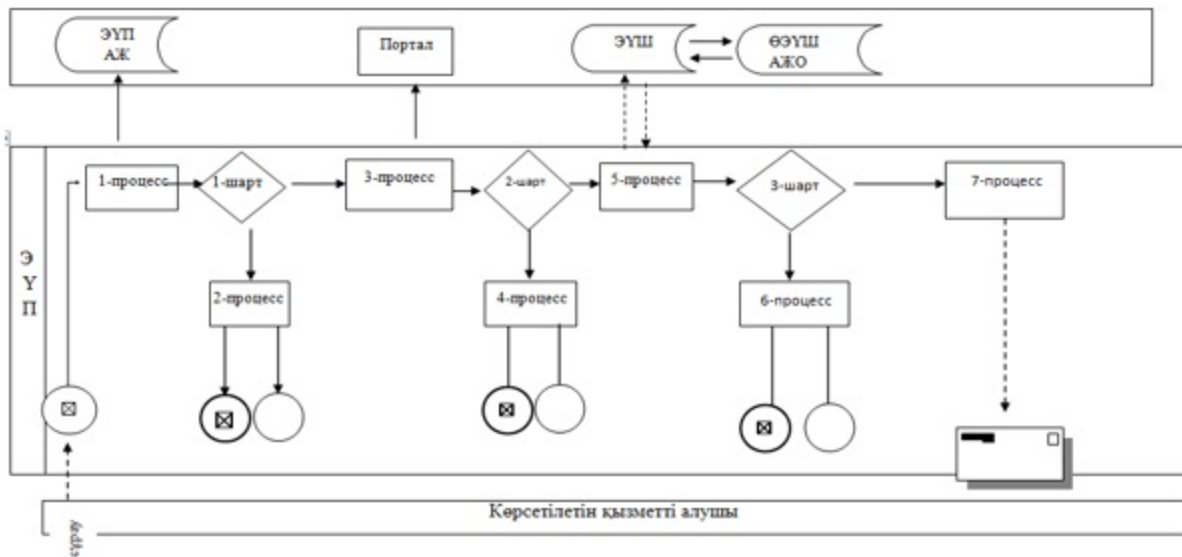 ЭҮП
АЖ
Портал
ЭҮШ
ӨЭҮШ
АЖО
1-процесс
1-шарт
3-процесс
2-шарт
5-процесс
3-шарт
7-процесс
Э
Ү
П
2-процесс
4-процесс
6-процесс
Көрсетілетін қызметті алушы